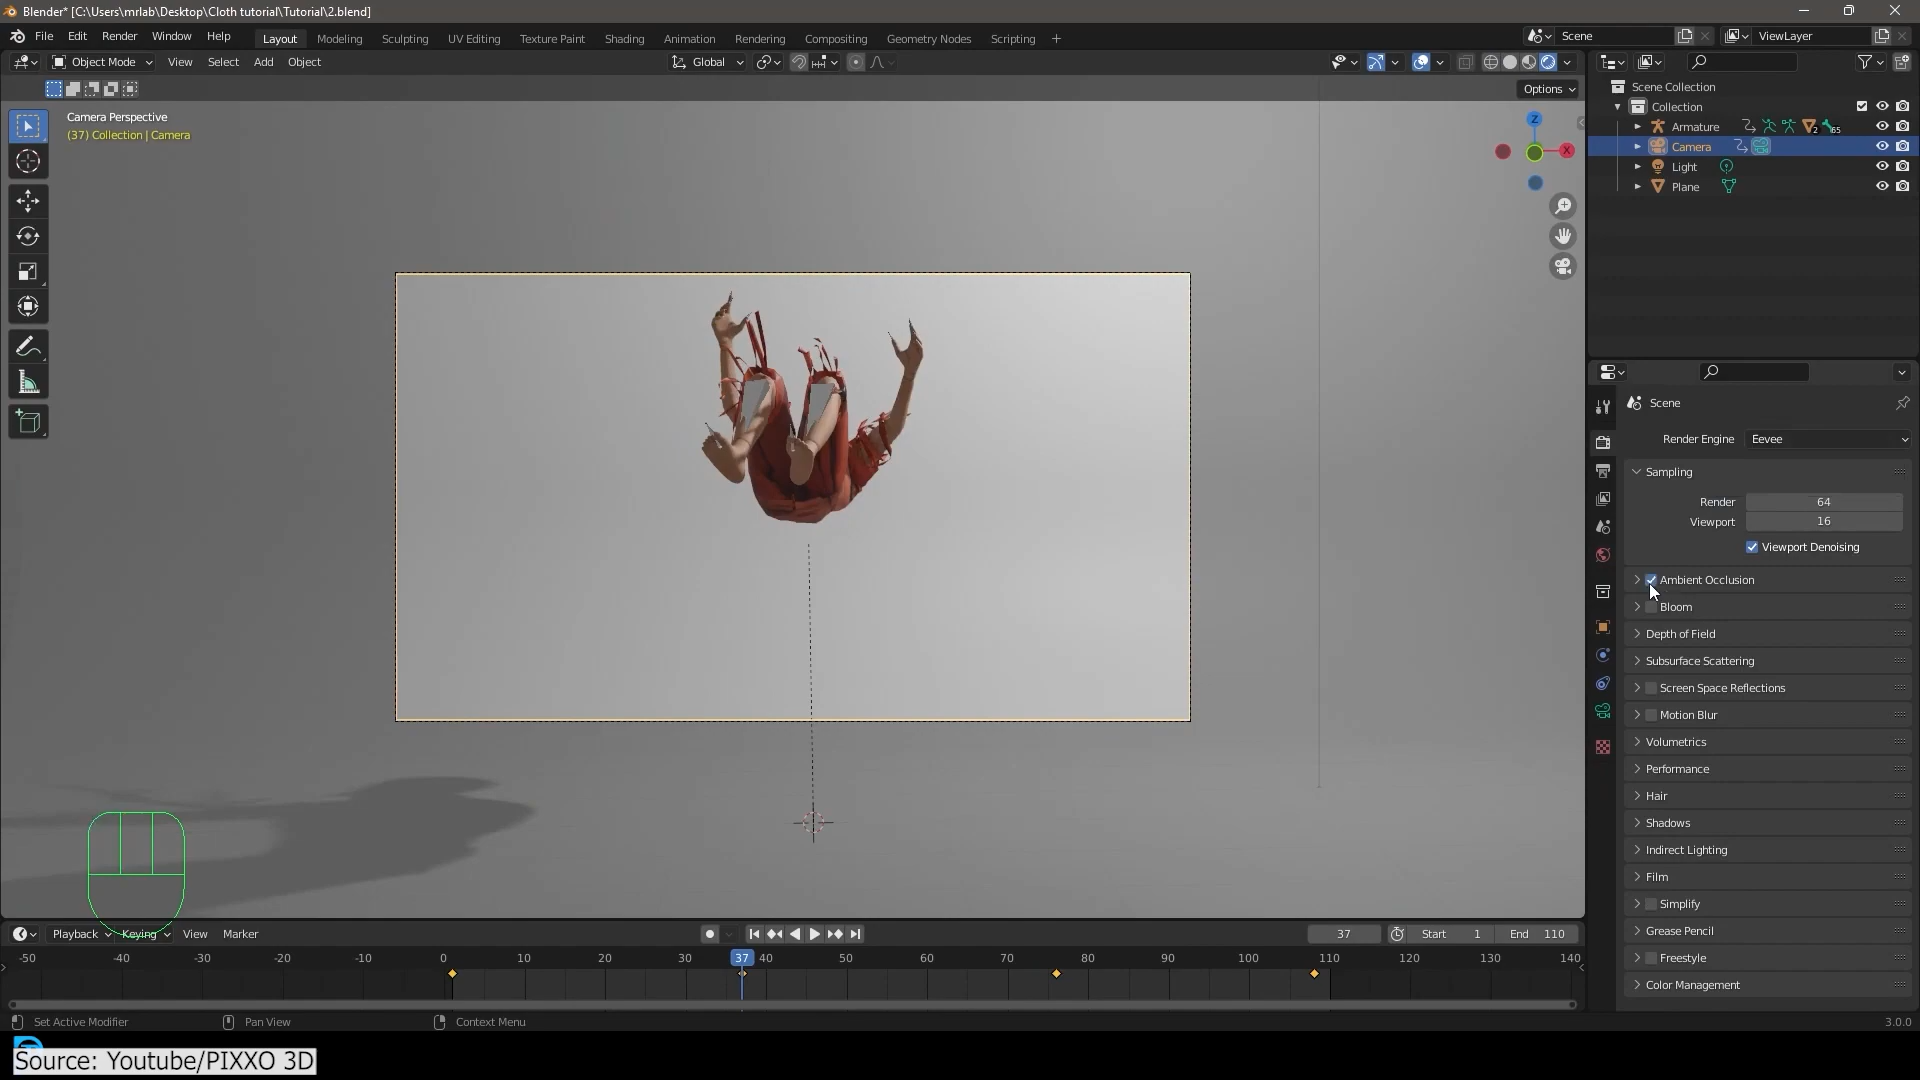 Blender* [C:\Users\mrlab\Desktop\Cloth tutorial\Tutorial\2.blend]
File Edit Render Window Help Layout Modeling Sculpting UV Editing Texture Paint Shading Animation Rendering Compositing Geometry Nodes Scripting + Scene ViewLayer
Object Mode View Select Add Object Global
Options
Camera Perspective
(37) Collection | Camera
Z
X
Scene Collection
Collection
Armature 2 65
Camera
Light
Plane
Scene
Render Engine Eevee
Sampling
Render 64
Viewport 16
Viewport Denoising
Ambient Occlusion
Bloom
Depth of Field
Subsurface Scattering
Screen Space Reflections
Motion Blur
Volumetrics
Performance
Hair
Shadows
Indirect Lighting
Film
Simplify
Grease Pencil
Freestyle
Color Management
Playback Keying View Marker 37 Start 1 End 110
-50 -40 -30 -20 -10 0 10 20 30 37 40 50 60 70 80 90 100 110 120 130 140
Set Active Modifier Pan View Context Menu 3.0.0
Source: Youtube/PIXXO 3D